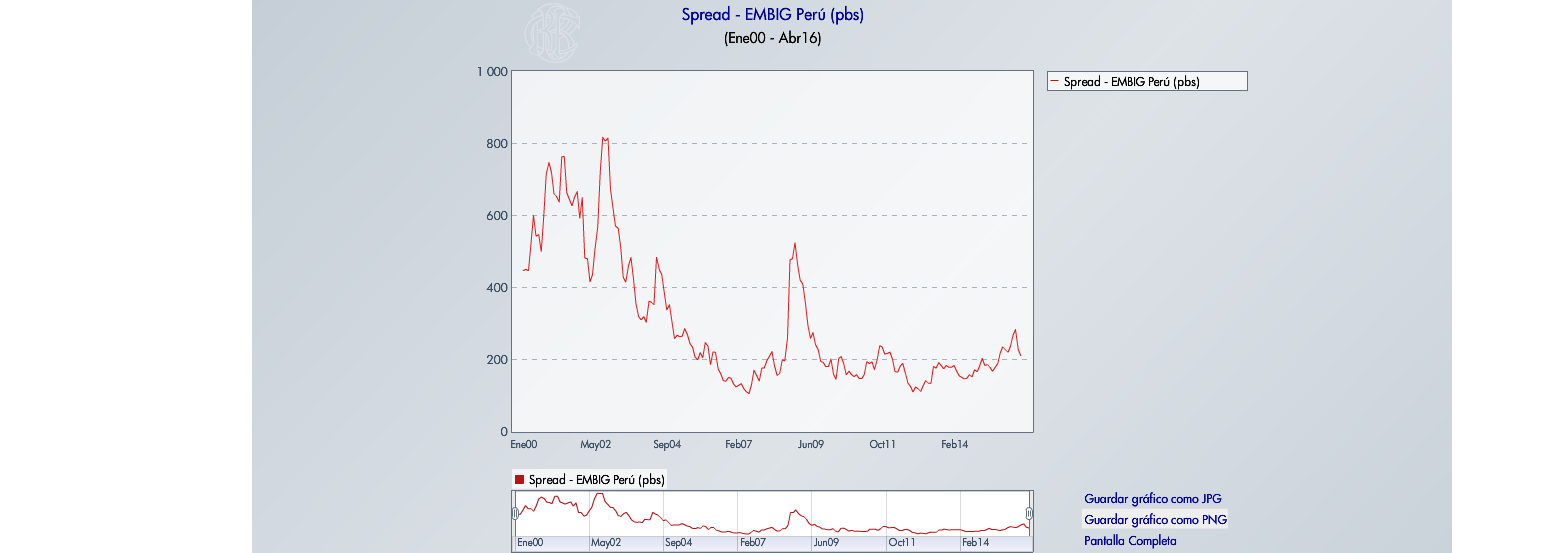 Spread - EMBIG Perú (pbs)
(Ene00 - Abr16)
1 000
800
600
400
200
0
Ene00 May02 Sep04 Feb07 Jun09 Oct11 Feb14
Spread - EMBIG Perú (pbs)
Spread - EMBIG Perú (pbs)
Ene00 May02 Sep04 Feb07 Jun09 Oct11 Feb14
Guardar gráfico como JPG
Guardar gráfico como PNG
Pantalla Completa